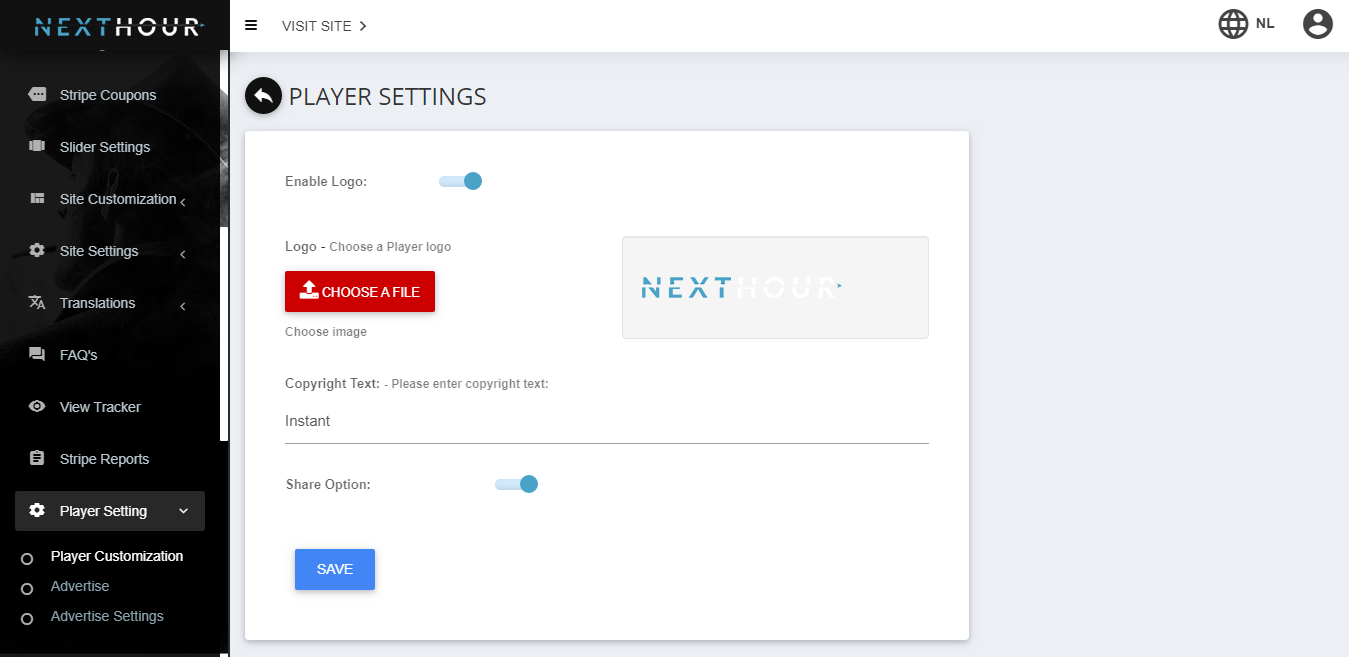 NEXTHOUR
VISIT SITE
NL
Stripe Coupons
Slider Settings
Site Customization
Site Settings
Translations
FAQ's
View Tracker
Stripe Reports
Player Setting
Player Customization
Advertise
Advertise Settings
PLAYER SETTINGS
Enable Logo:
Logo - Choose a Player logo
CHOOSE A FILE
Choose image
NEXTHOUR
Copyright Text: - Please enter copyright text:
Instant
Share Option:
SAVE